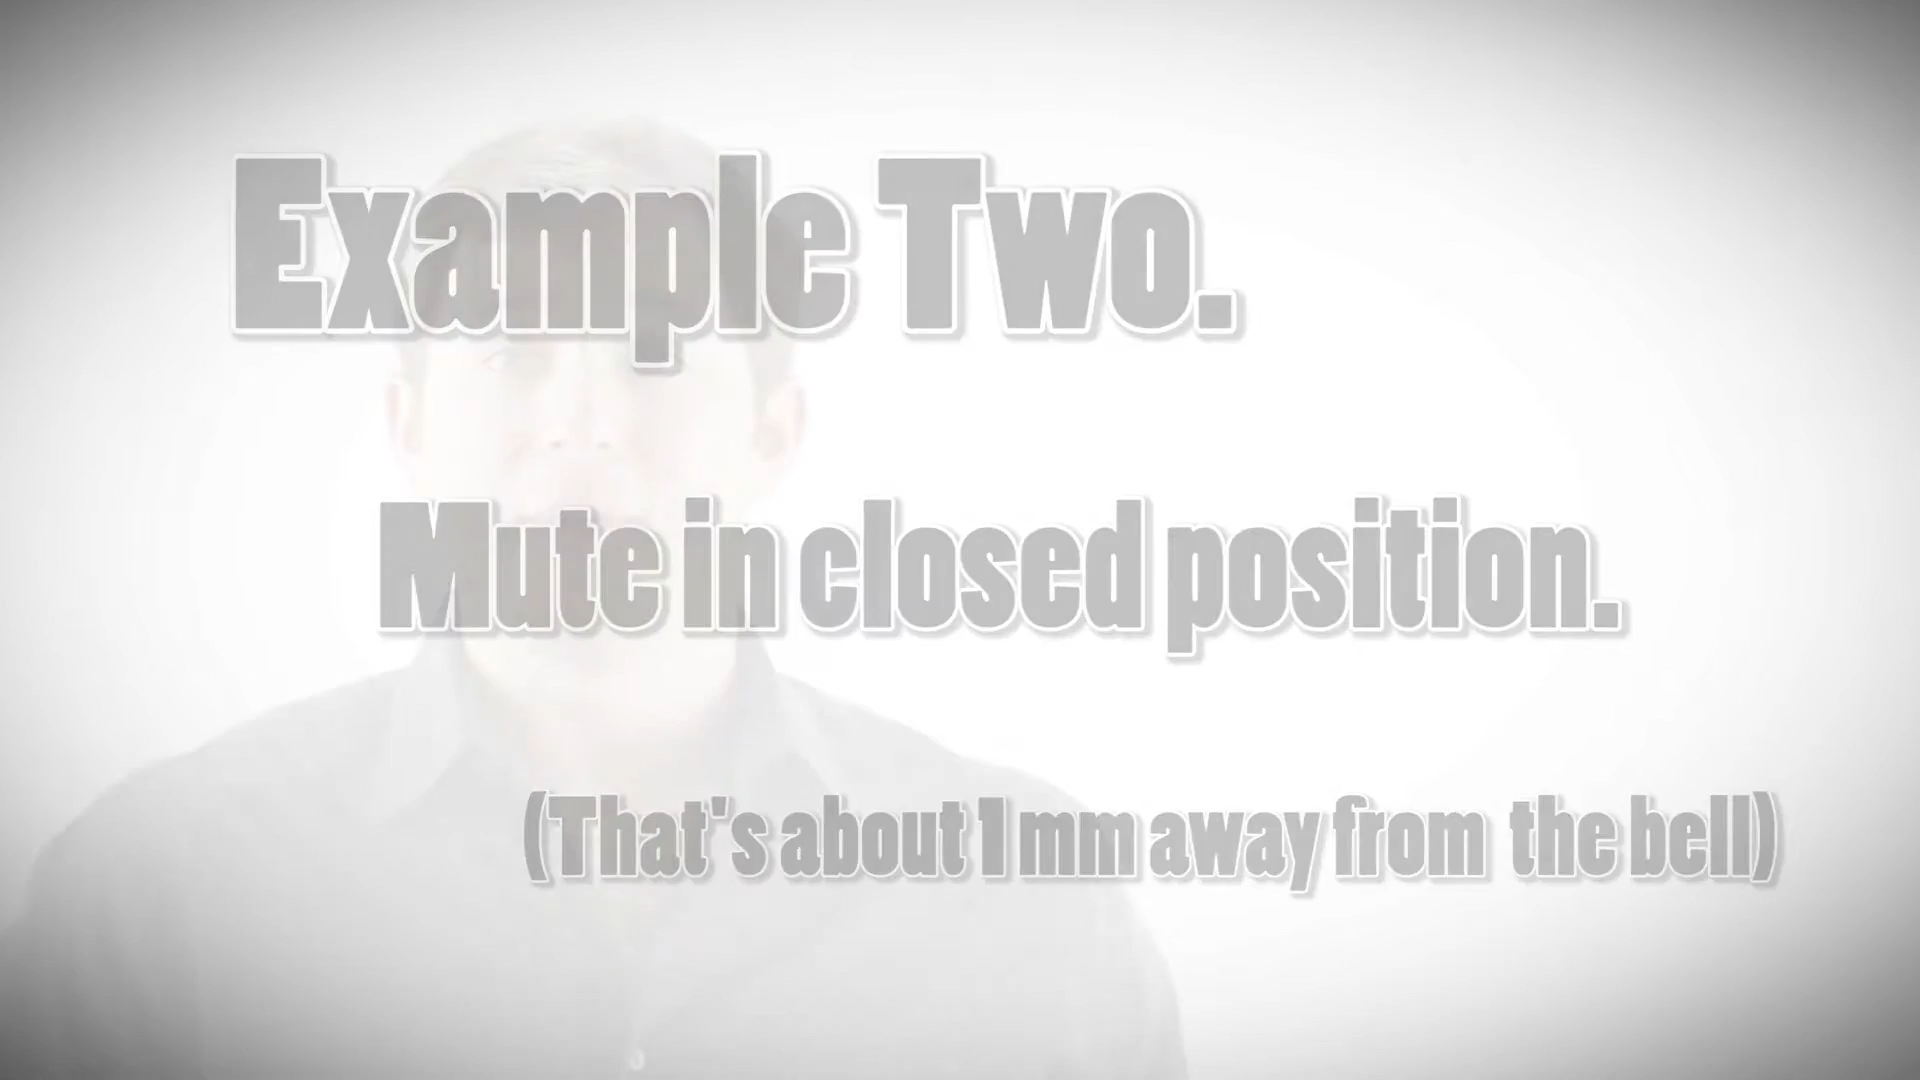 Example Two.
Mute in closed position.
(That's about 1 mm away from the bell)